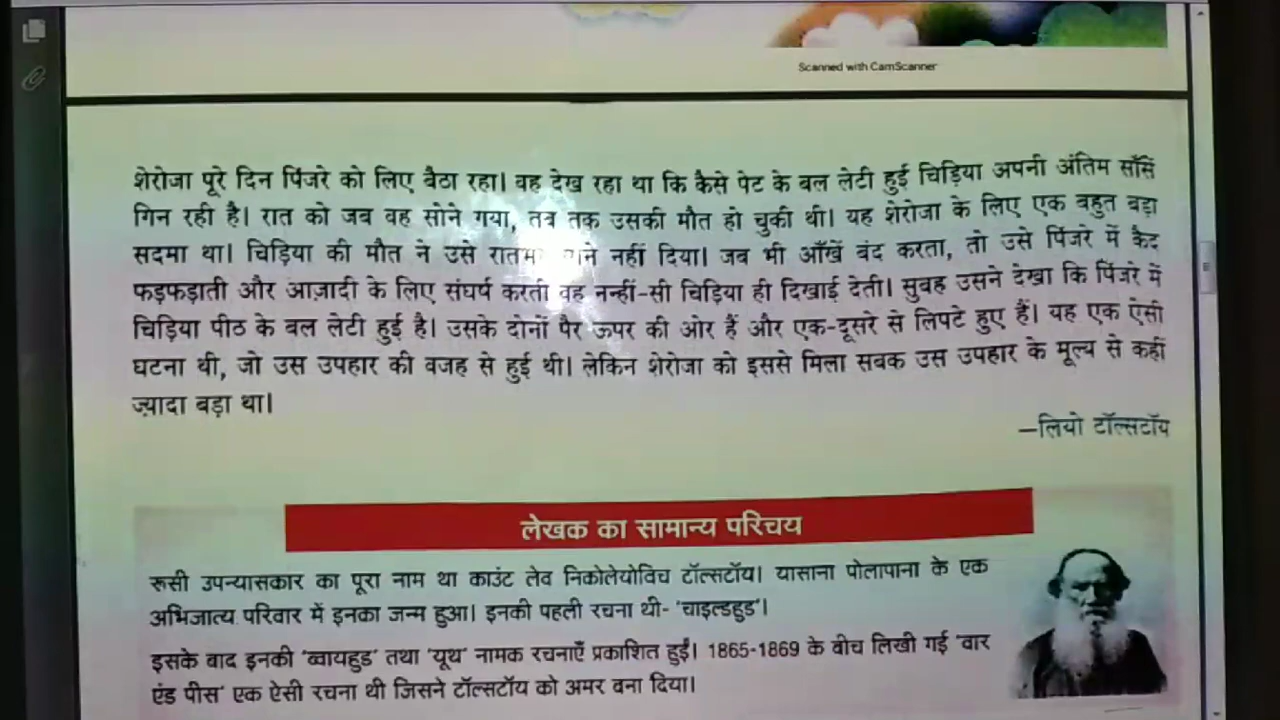 Scanned with CamScanner
शेरोजा पूरे दिन पिंजरे को लिए बैठा रहा। वह देख रहा था कि कैसे पेट के बल लेटी हुई चिड़िया अपनी अंतिम साँसें
गिन रही है। रात को जब वह सोने गया, तब तक उसकी मौत हो चुकी थी। यह शेरोजा के लिए एक बहुत बड़ा
सदमा था। चिड़िया की मौत ने उसे नहीं दिया। जब भी आँखें बंद करता, तो उसे पिंजरे में कैद
फड़फड़ाती और आज़ादी के लिए संघर्ष करती वह नन्हीं-सी चिड़िया ही दिखाई देती। सुबह उसने देखा कि पिंजरे में
चिड़िया पीठ के बल लेटी हुई है। उसके दोनों पैर ऊपर की ओर हैं और एक-दूसरे से लिपटे हुए हैं। यह एक ऐसी
घटना थी, जो उस उपहार की वजह से हुई थी। लेकिन शेरोजा को इससे मिला सबक उस उपहार के मूल्य से कहीं
ज़्यादा बड़ा था।
—लियो टॉल्सटॉय
लेखक का सामान्य परिचय
रूसी उपन्यासकार का पूरा नाम था काउंट लेव निकोलेयोविच टॉल्सटॉय। यासाना पोलापाना के एक
अभिजात्य परिवार में इनका जन्म हुआ। इनकी पहली रचना थी- 'चाइल्डहुड'।
इसके बाद इनकी 'ब्वायहुड' तथा 'यूथ' नामक रचनाएँ प्रकाशित हुईं। 1865-1869 के बीच लिखी गई 'वार
एंड पीस' एक ऐसी रचना थी जिसने टॉल्सटॉय को अमर बना दिया।